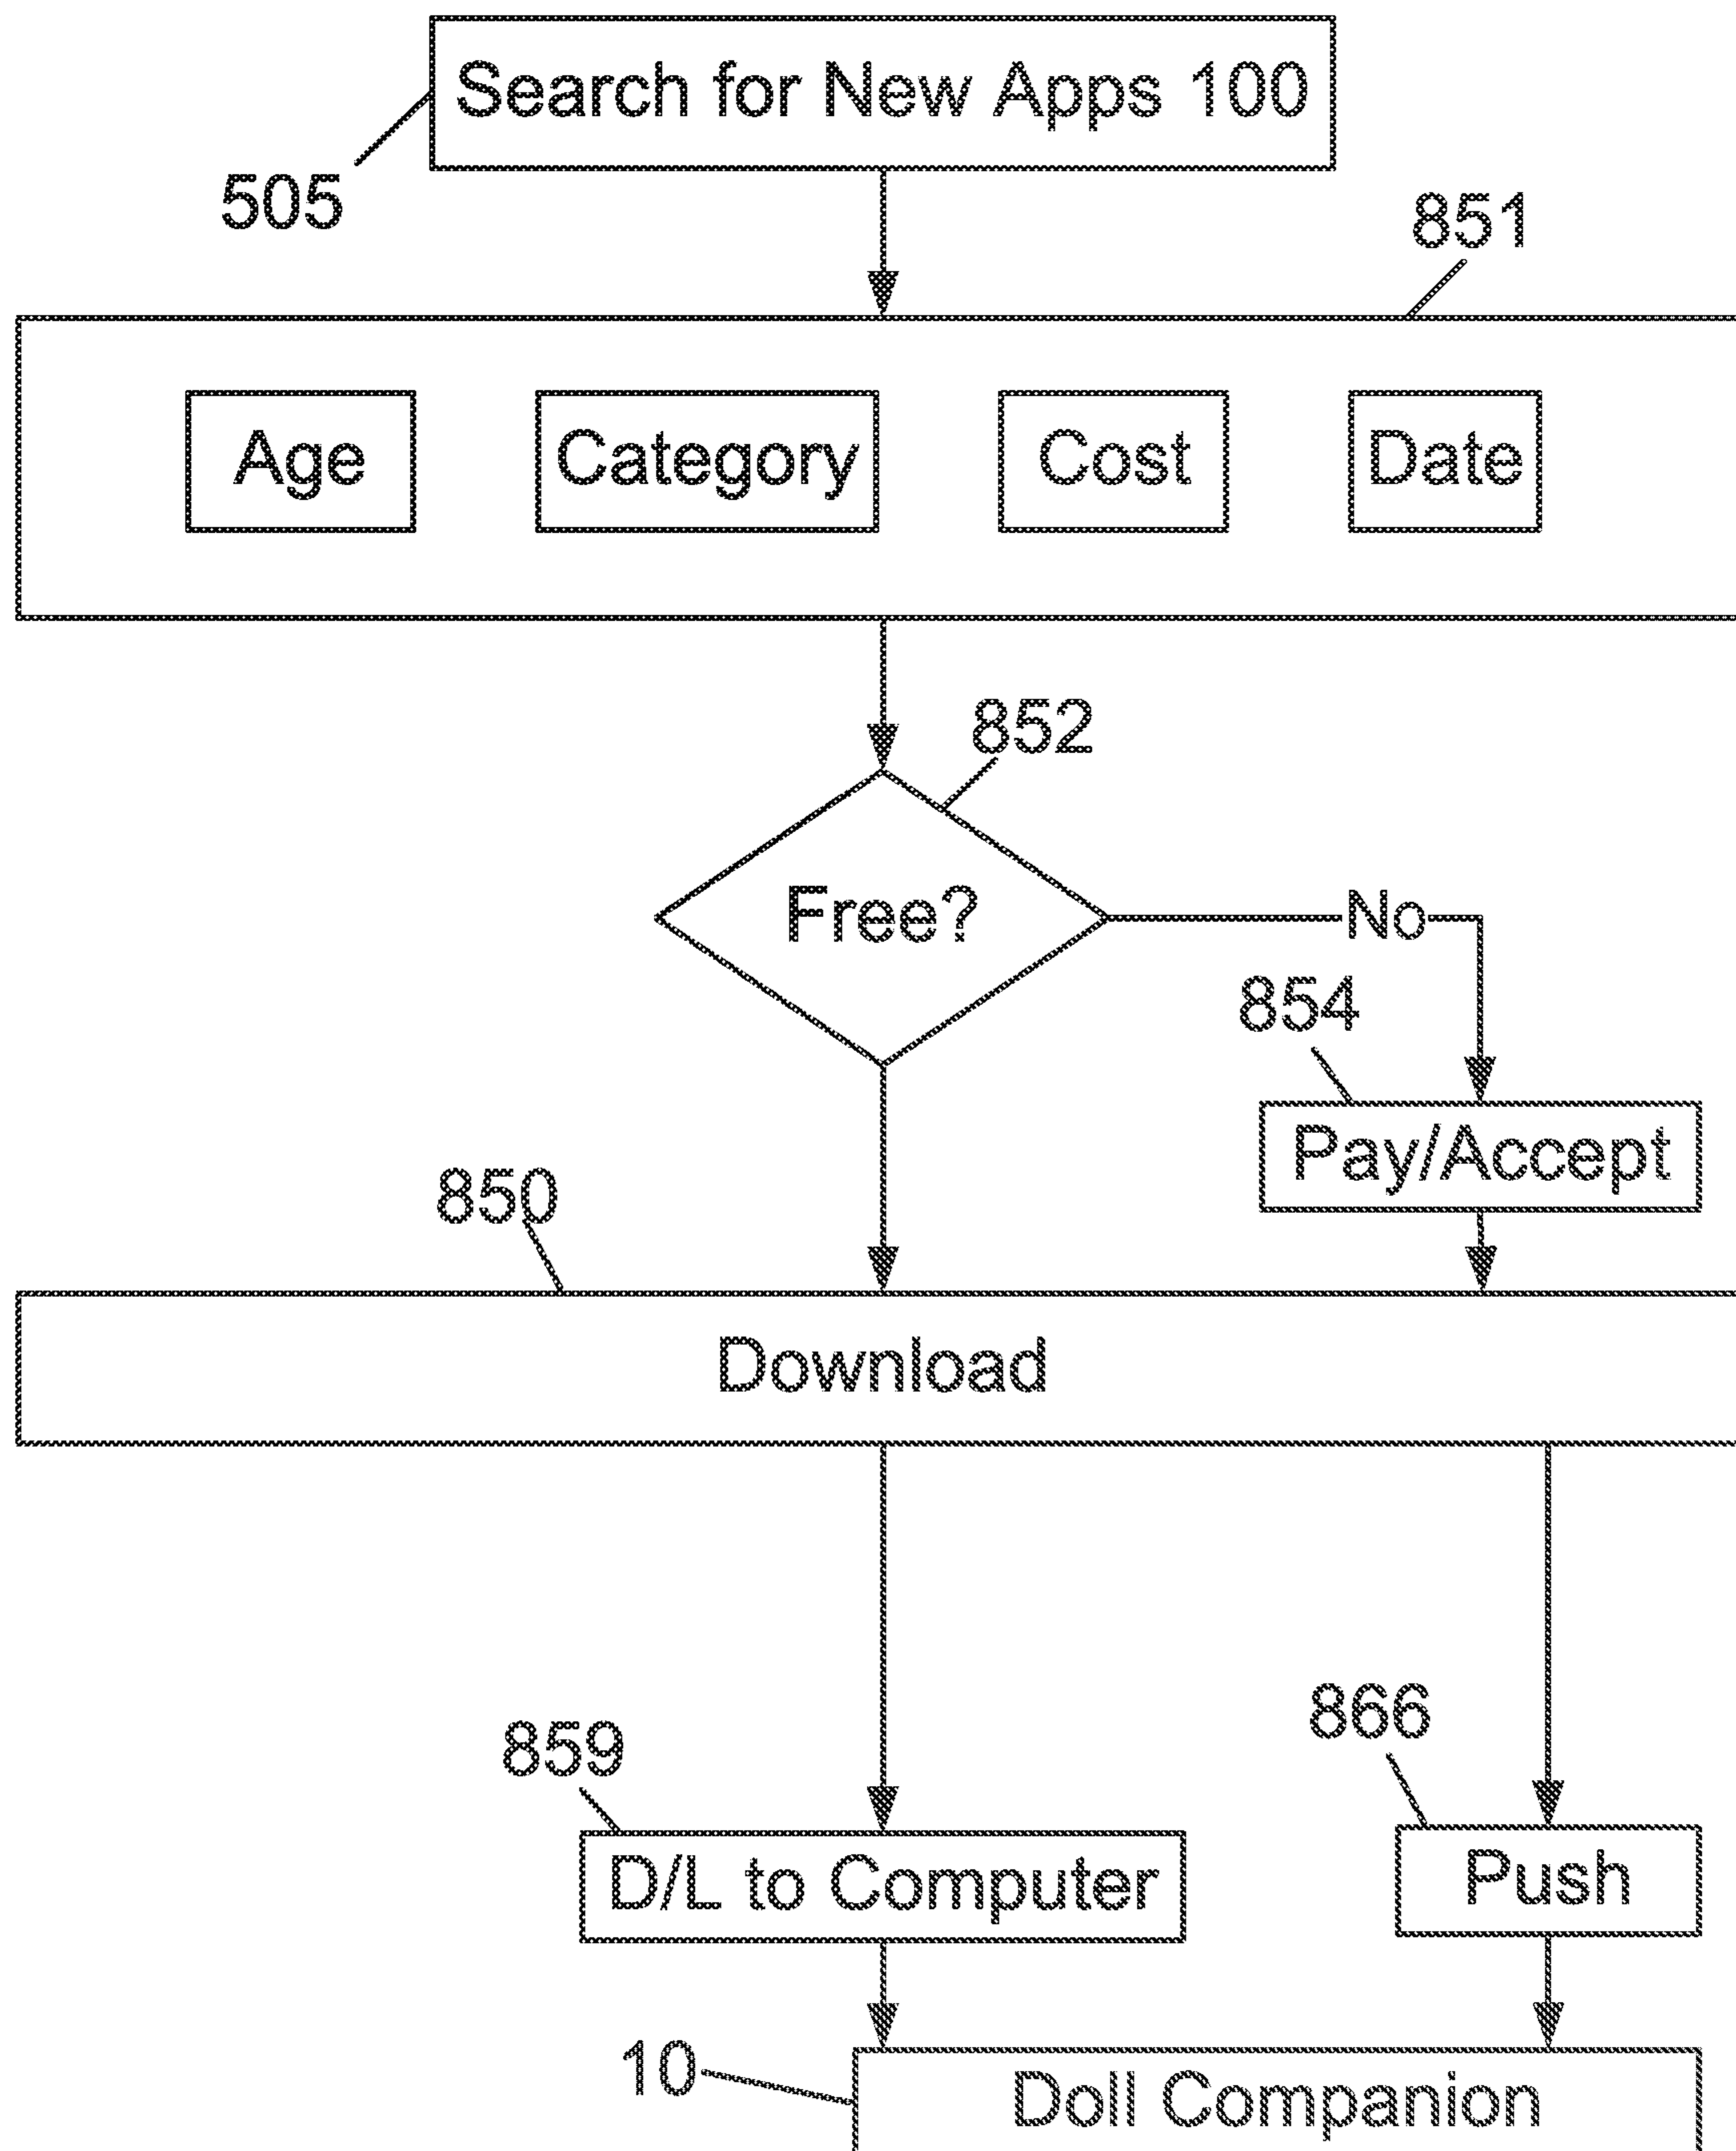 Search for New Apps 100
505
851
Age
Category
Cost
Date
852
Free?
No
854
Pay/Accept
850
Download
859
866
D/L to Computer
Push
10
Doll Companion